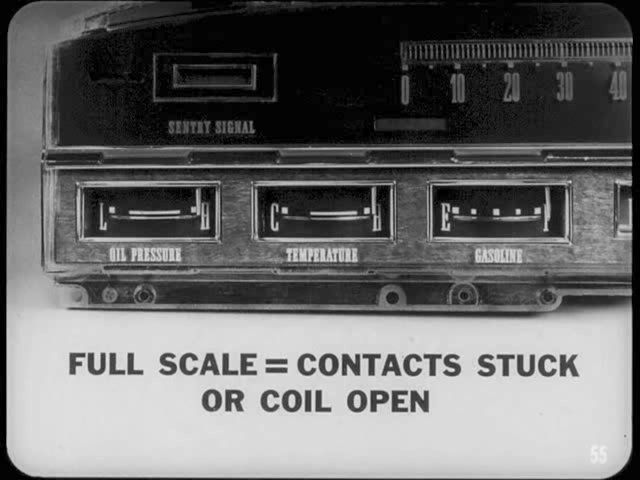 SENTRY SIGNAL
0 10 20 30 40
L H C H E F
OIL PRESSURE TEMPERATURE GASOLINE
FULL SCALE = CONTACTS STUCK
OR COIL OPEN
55